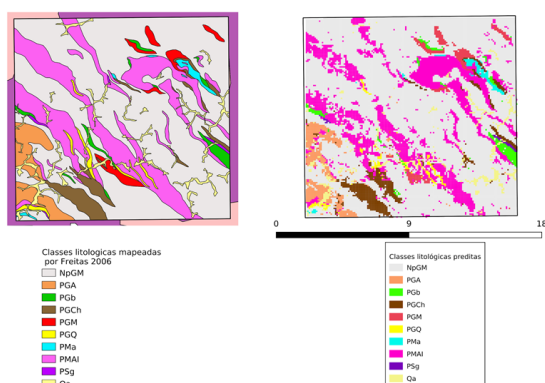 0 9 18
Classes litologicas mapeadas
por Freitas 2006
NpGM
PGA
PGb
PGCh
PGM
PGQ
PMa
PMAI
PSg
Qa
Classes litológicas preditas
NpGM
PGA
PGb
PGCh
PGM
PGQ
PMa
PMAI
PSg
Qa